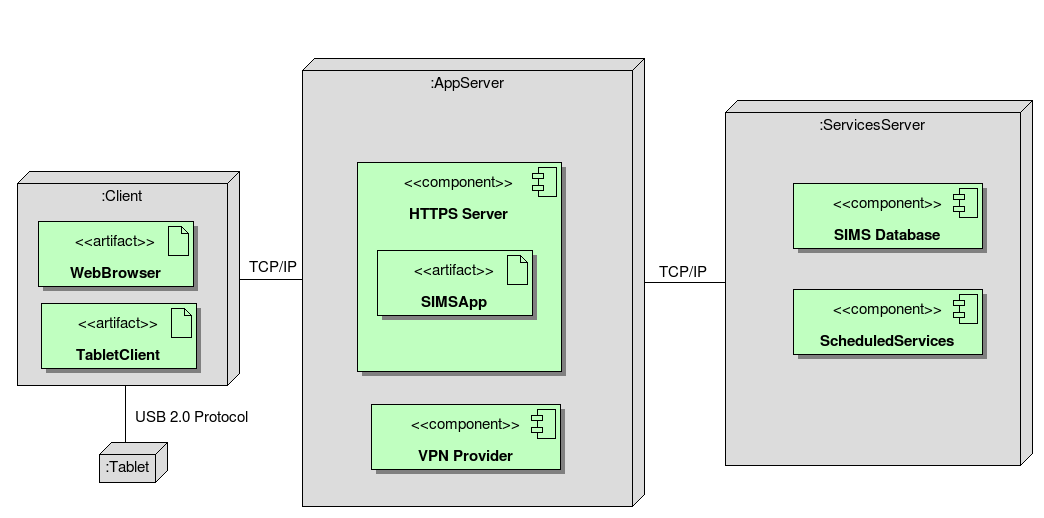 :Client
<<artifact>>
WebBrowser
<<artifact>>
TabletClient
USB 2.0 Protocol
:Tablet
TCP/IP
:AppServer
<<component>>
HTTPS Server
<<artifact>>
SIMSApp
<<component>>
VPN Provider
TCP/IP
:ServicesServer
<<component>>
SIMS Database
<<component>>
ScheduledServices